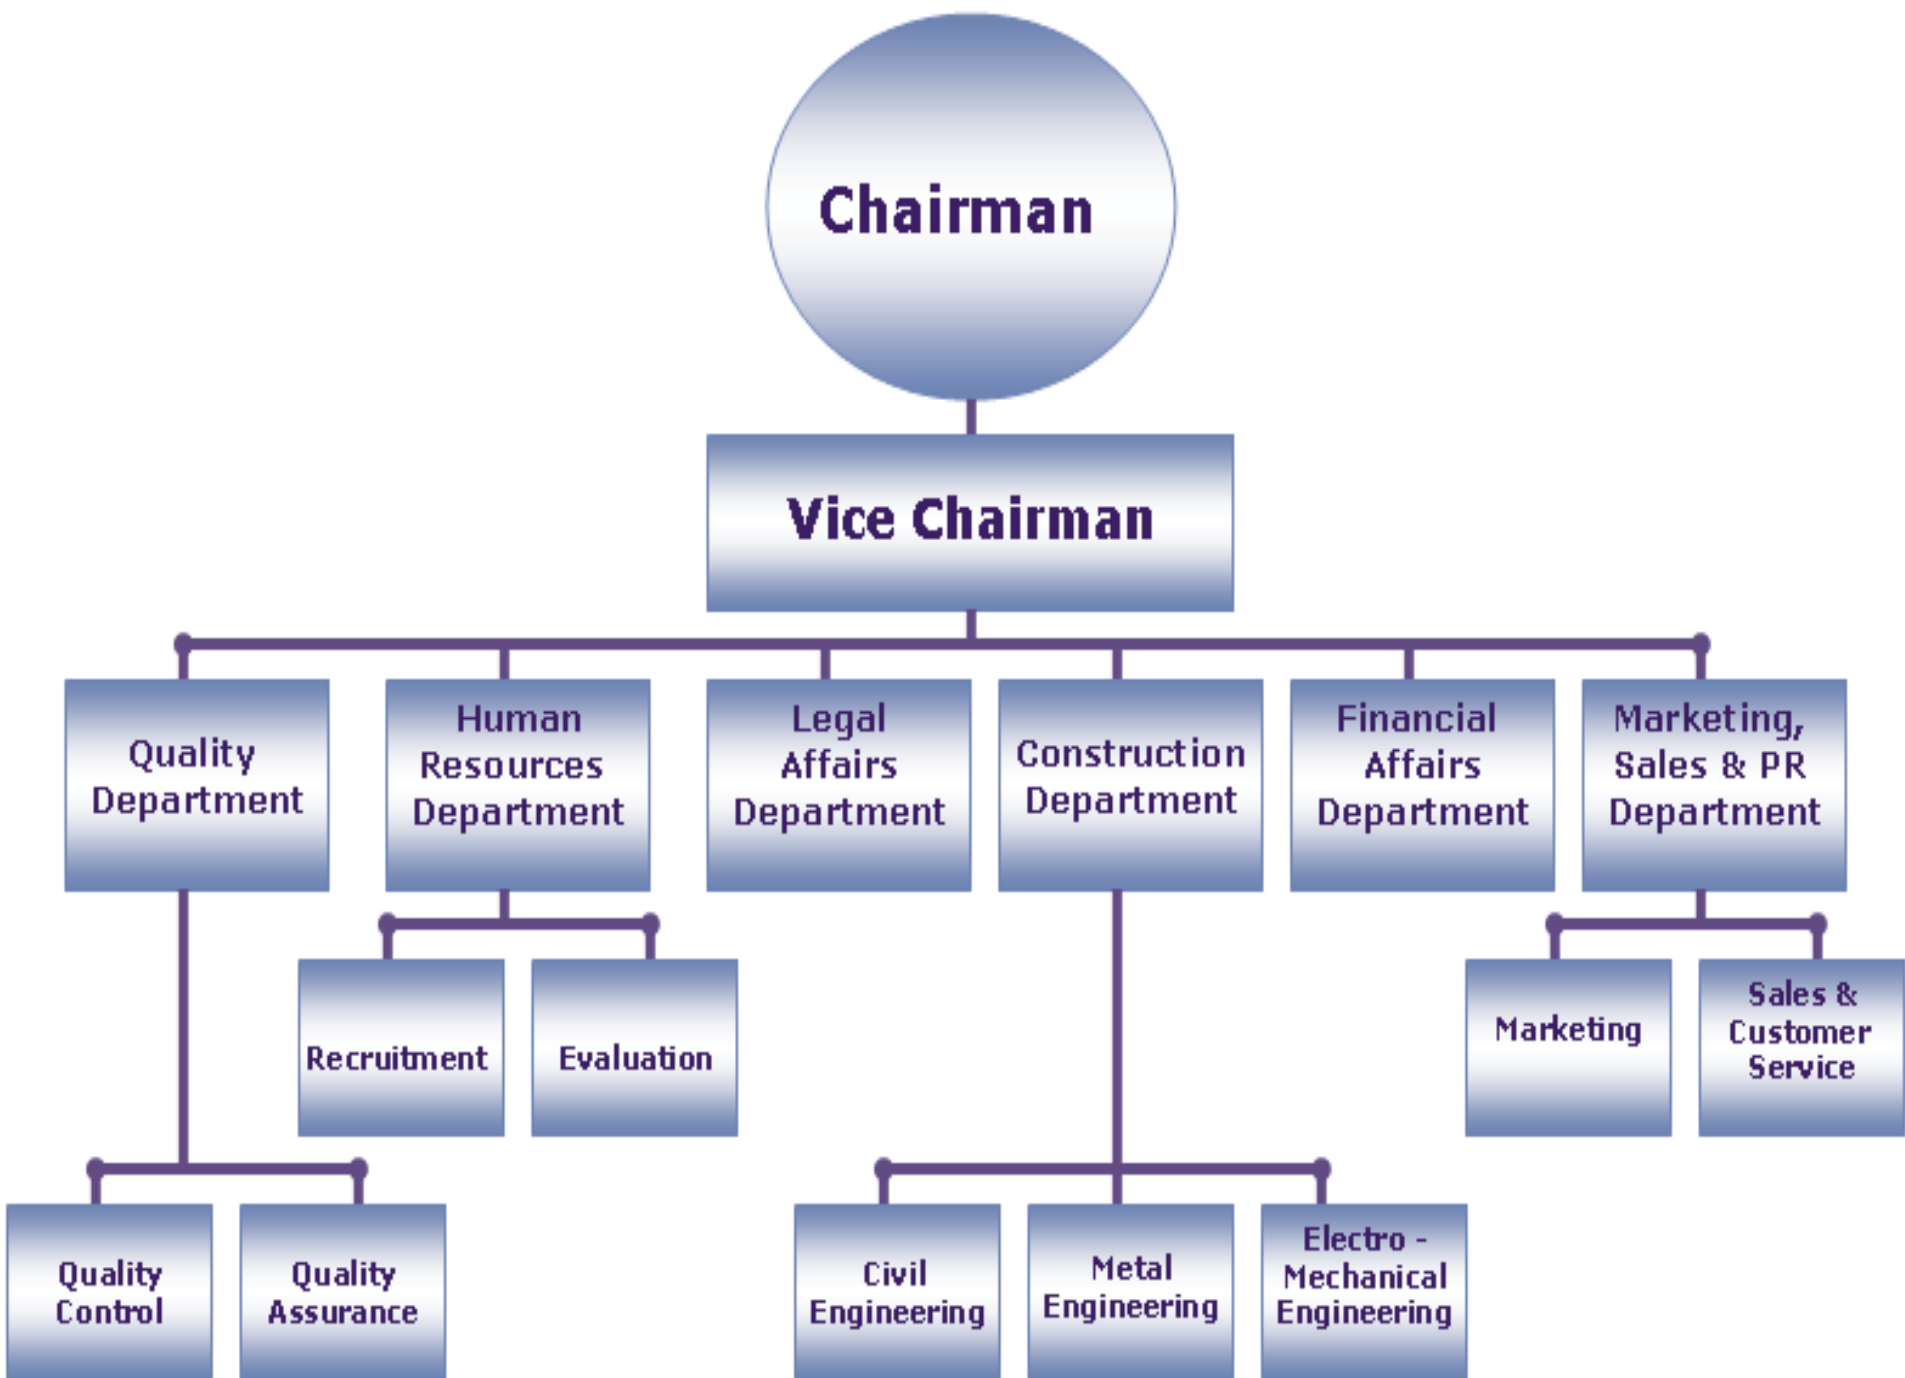 Chairman
Vice Chairman
Quality
Department
Human
Resources
Department
Legal
Affairs
Department
Construction
Department
Financial
Affairs
Department
Marketing,
Sales & PR
Department
Recruitment
Evaluation
Marketing
Sales &
Customer
Service
Quality
Control
Quality
Assurance
Civil
Engineering
Metal
Engineering
Electro -
Mechanical
Engineering